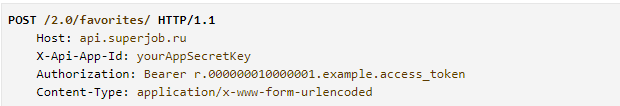 POST /2.0/favorites/ HTTP/1.1
Host: api.superjob.ru
X-Api-App-Id: yourAppSecretKey
Authorization: Bearer r.000000010000001.example.access_token
Content-Type: application/x-www-form-urlencoded